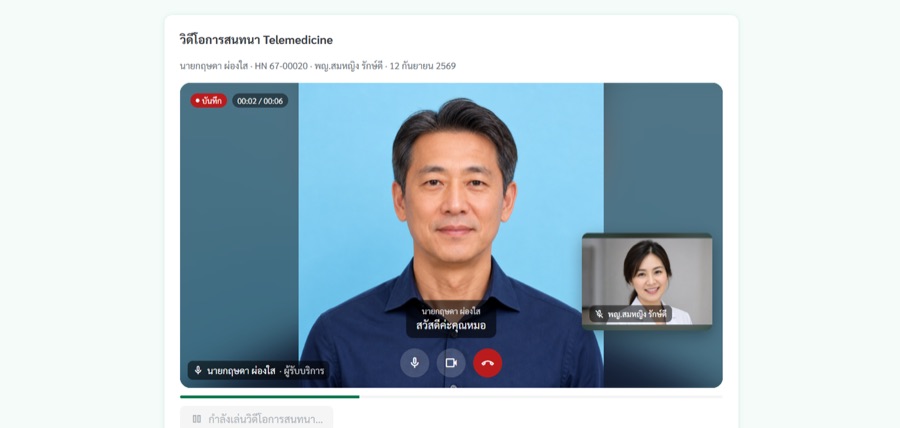 วิดีโอการสนทนา Telemedicine
นายกฤษดา ผ่องใส · HN 67-00020 · พญ.สมหญิง รักษ์ดี · 12 กันยายน 2569
บันทึก 00:02 / 00:06
พญ.สมหญิง รักษ์ดี
นายกฤษดา ผ่องใส
สวัสดีค่ะคุณหมอ
นายกฤษดา ผ่องใส · ผู้รับบริการ
กำลังเล่นวิดีโอการสนทนา...